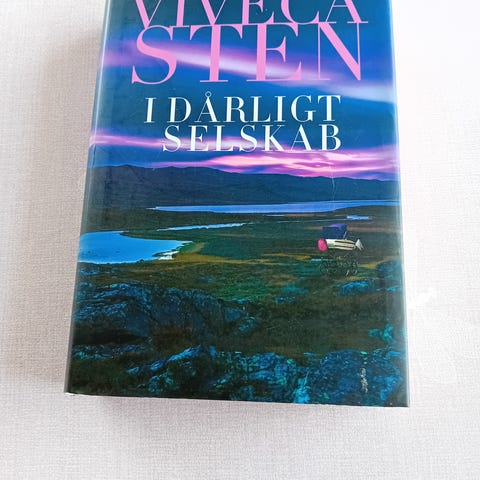 VIVECA
STEN
I DÅRLIGT
SELSKAB